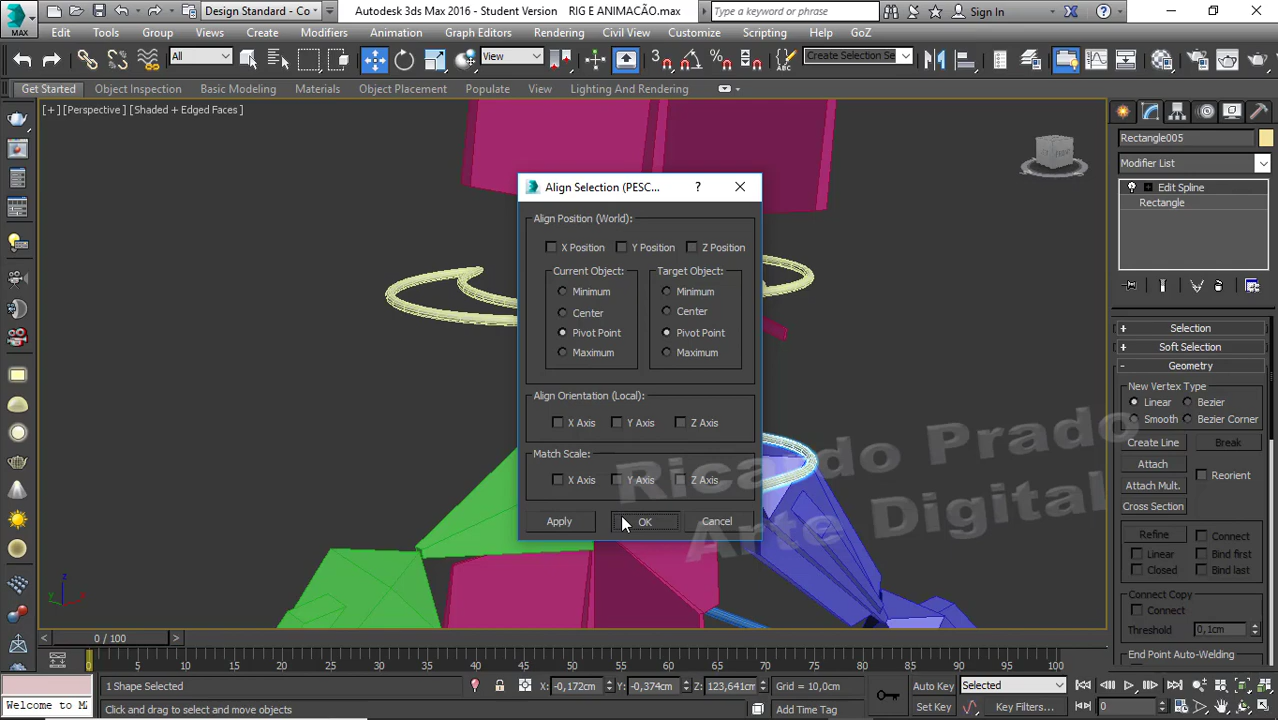 MAX Design Standard - Co Autodesk 3ds Max 2016 - Student Version RIG E ANIMACÃO.max Type a keyword or phrase Sign In
Edit Tools Group Views Create Modifiers Animation Graph Editors Rendering Civil View Customize Scripting Help GoZ
All View Create Selection Se
Get Started Object Inspection Basic Modeling Materials Object Placement Populate View Lighting And Rendering
[+] [Perspective] [Shaded + Edged Faces]
Rectangle005
Modifier List
Edit Spline
Rectangle
Align Selection (PESC...
Align Position (World):
X Position Y Position Z Position
Current Object: Target Object:
Minimum Minimum
Center Center
Pivot Point Pivot Point
Maximum Maximum
Align Orientation (Local):
X Axis Y Axis Z Axis
Match Scale:
X Axis Y Axis Z Axis
Apply OK Cancel
Selection
Soft Selection
Geometry
New Vertex Type
Linear Bezier
Smooth Bezier Corner
Create Line Break
Attach Reorient
Attach Mult.
Cross Section
Refine Connect
Linear Bind first
Closed Bind last
Connect Copy
Connect
Threshold 0,1cm
End Point Auto-Welding
Ricardo Prado
Arte Digital
0 / 100
0 5 10 15 20 25 30 35 40 45 50 55 60 65 70 75 80 85 90 95 100
1 Shape Selected X: -0,172cm Y: -0,374cm Z: 123,641cm Grid = 10,0cm Auto Key Selected
Welcome to M Click and drag to select and move objects Add Time Tag Set Key Key Filters... 0